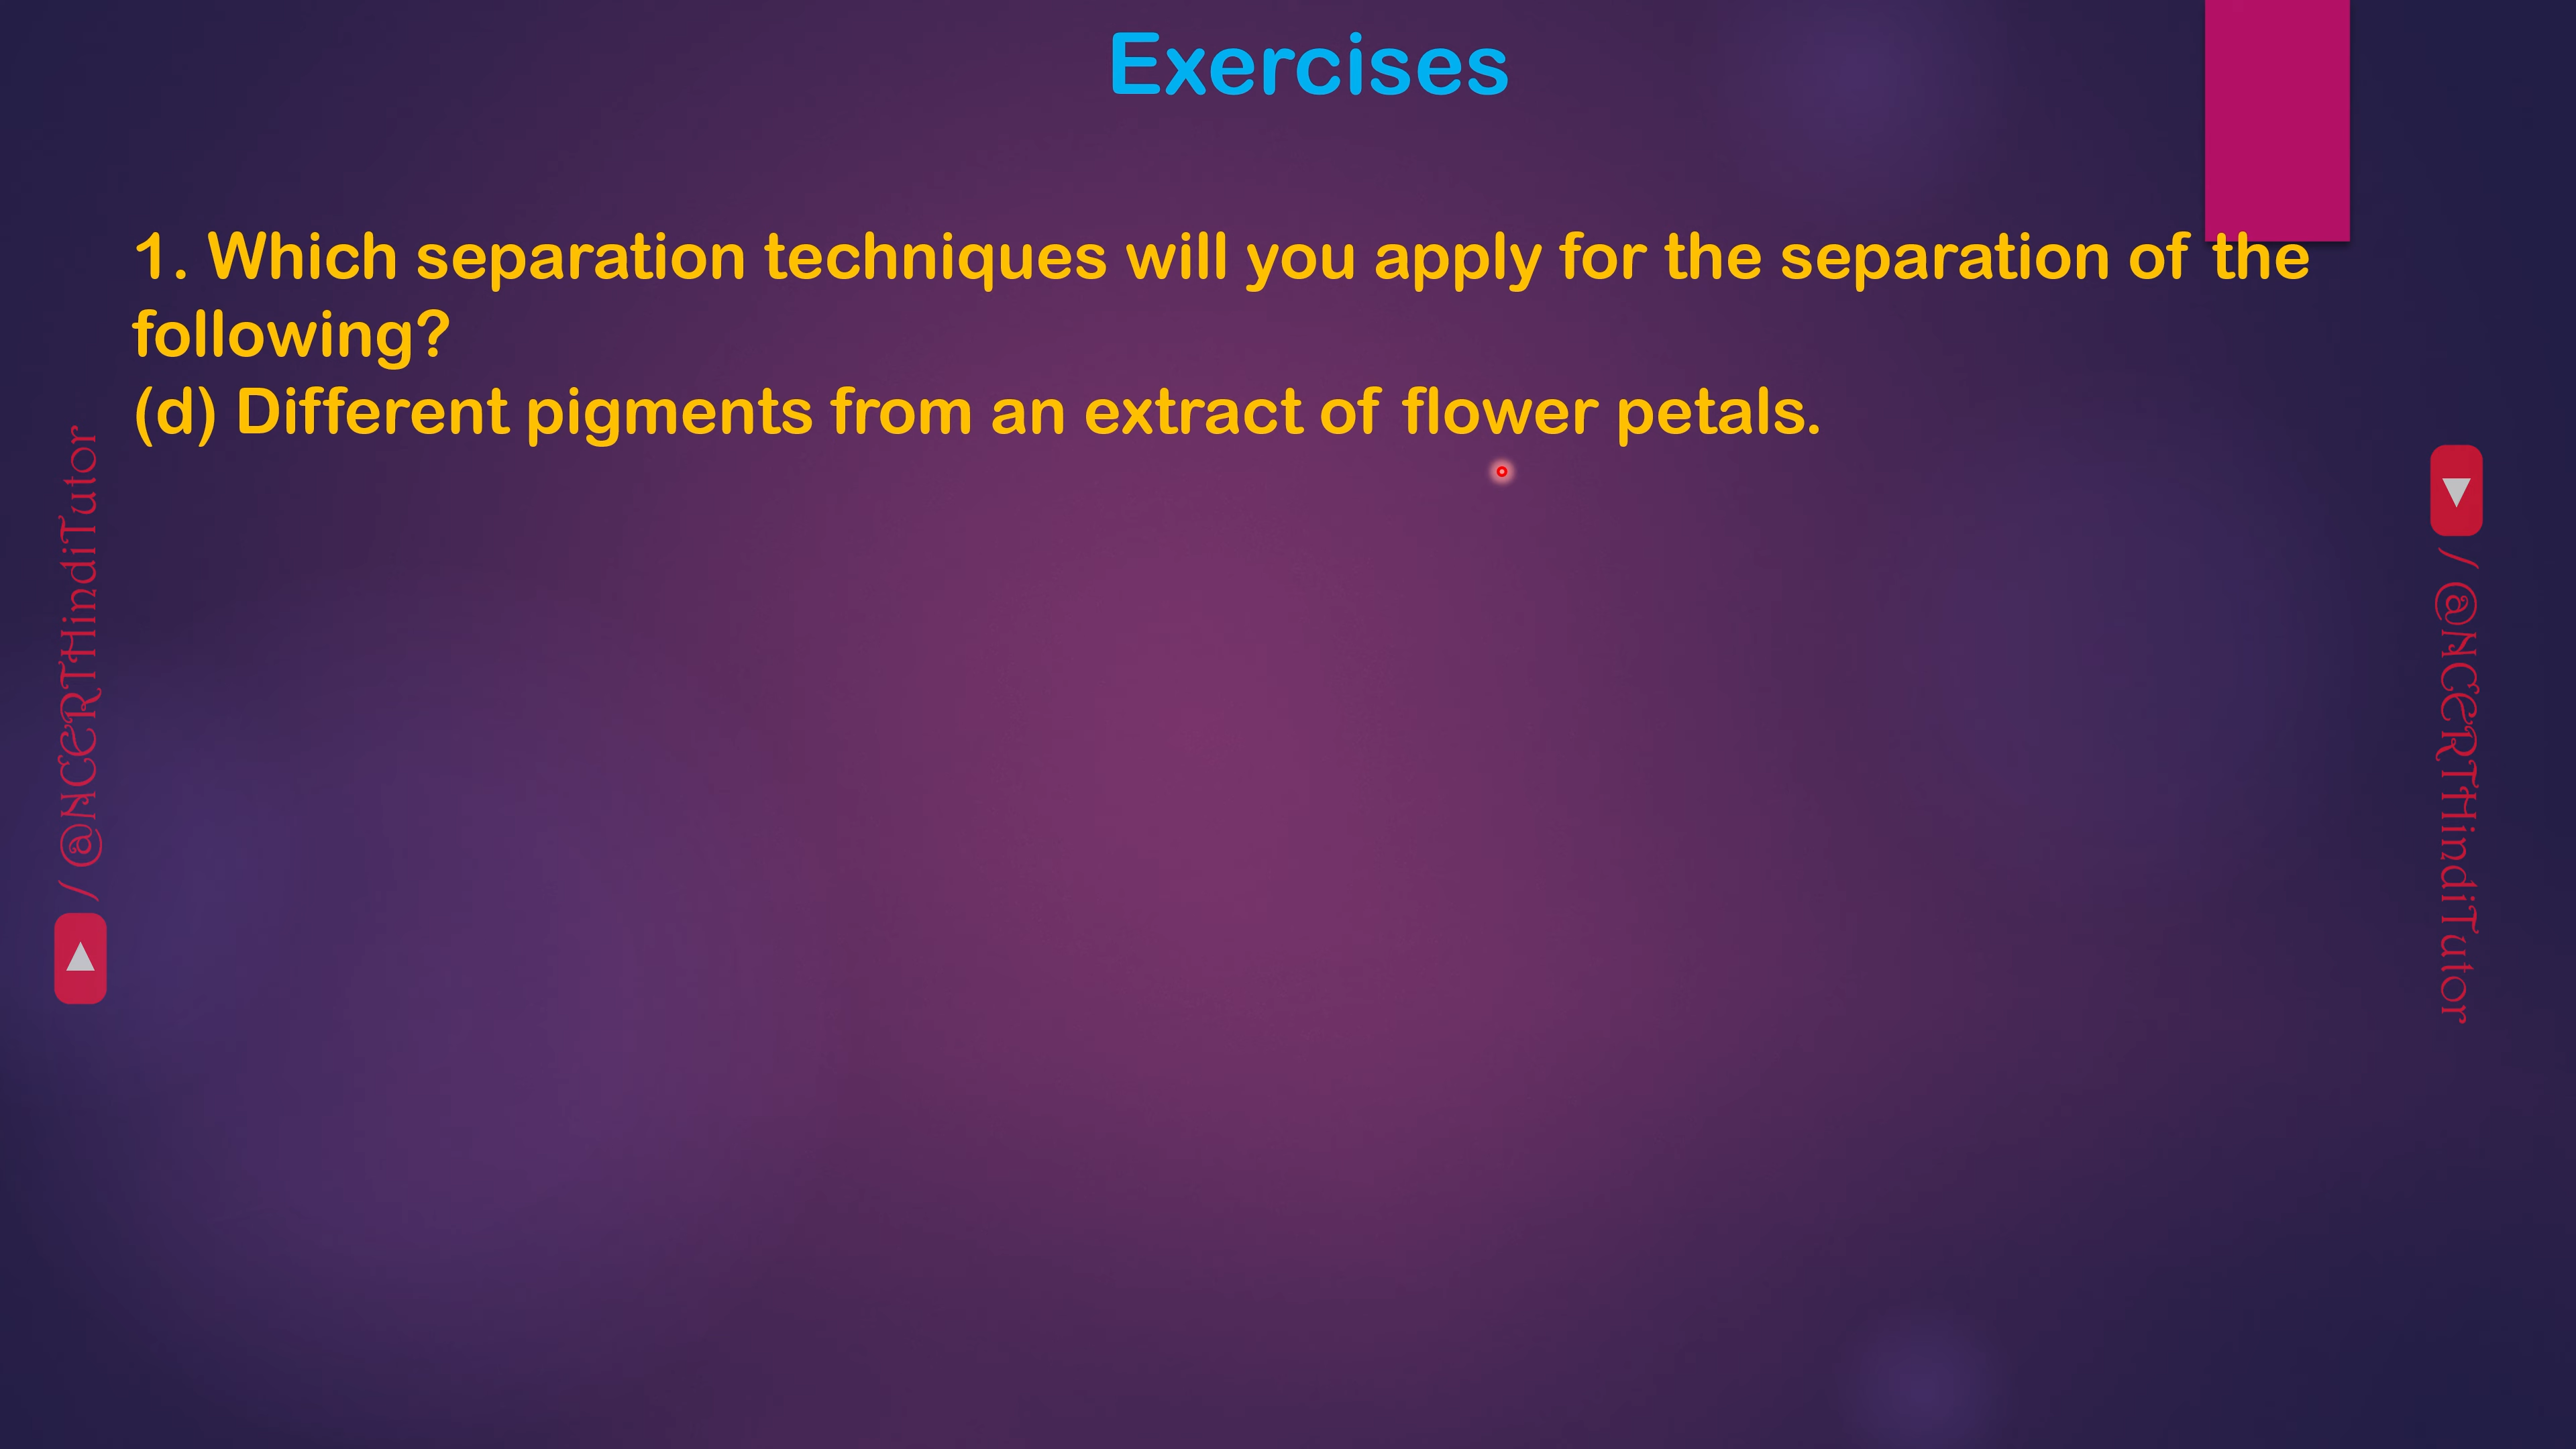 Exercises
1. Which separation techniques will you apply for the separation of the
following?
(d) Different pigments from an extract of flower petals.
/ @NCERTHindiTutor
/ @NCERTHindiTutor